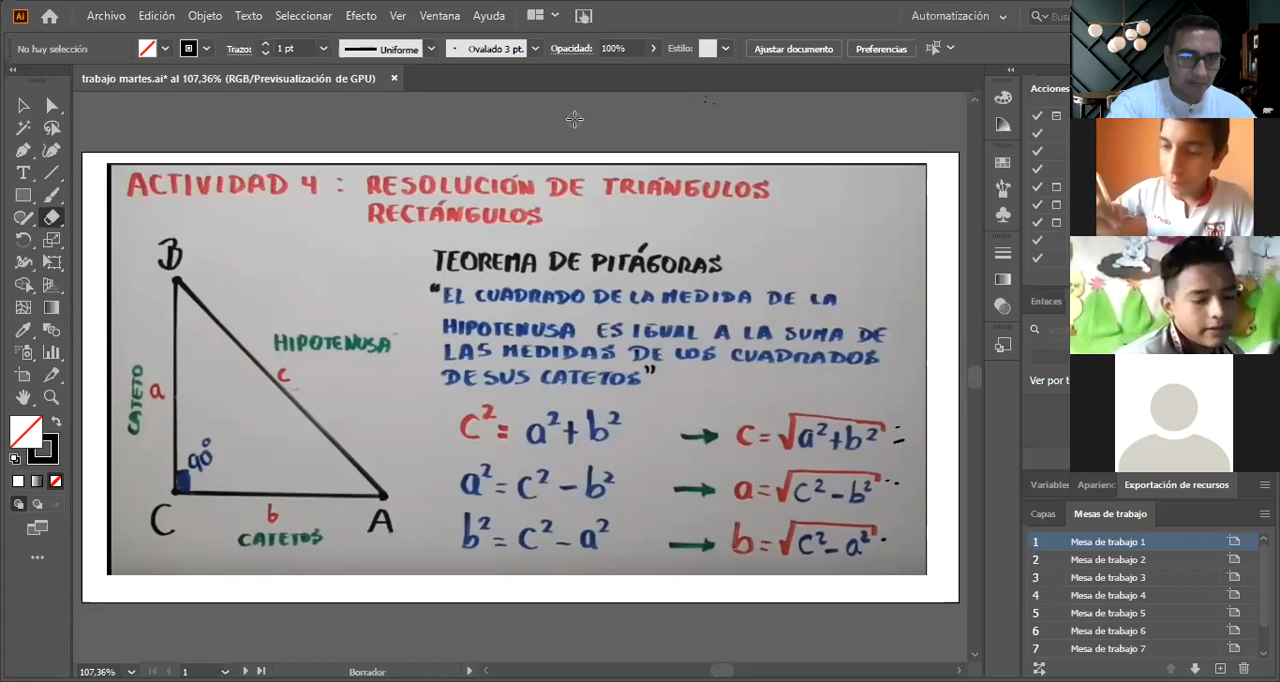 Ai
Archivo Edición Objeto Texto Seleccionar Efecto Ver Ventana Ayuda
Automatización
Bus
No hay selección
Trazo: 1 pt
Uniforme
Ovalado 3 pt.
Opacidad: 100%
Estilo:
Ajustar documento
Preferencias
trabajo martes.ai* al 107,36% (RGB/Previsualización de GPU) ×
Acciones
ACTIVIDAD 4 : RESOLUCIÓN DE TRIÁNGULOS
RECTÁNGULOS
B
HIPOTENUSA
c
CATETO
a
90°
C
b
A
CATETOS
TEOREMA DE PITÁGORAS
"EL CUADRADO DE LA MEDIDA DE LA
HIPOTENUSA ES IGUAL A LA SUMA DE
LAS MEDIDAS DE LOS CUADRADOS
DE SUS CATETOS"
c² = a² + b² → c = √a² + b²
a² = c² - b² → a = √c² - b²
b² = c² - a² → b = √c² - a²
Enlaces
Ver por t
Variables Aparienc Exportación de recursos
Capas Mesas de trabajo
1 Mesa de trabajo 1
2 Mesa de trabajo 2
3 Mesa de trabajo 3
4 Mesa de trabajo 4
5 Mesa de trabajo 5
6 Mesa de trabajo 6
7 Mesa de trabajo 7
107,36%
1
Borrador